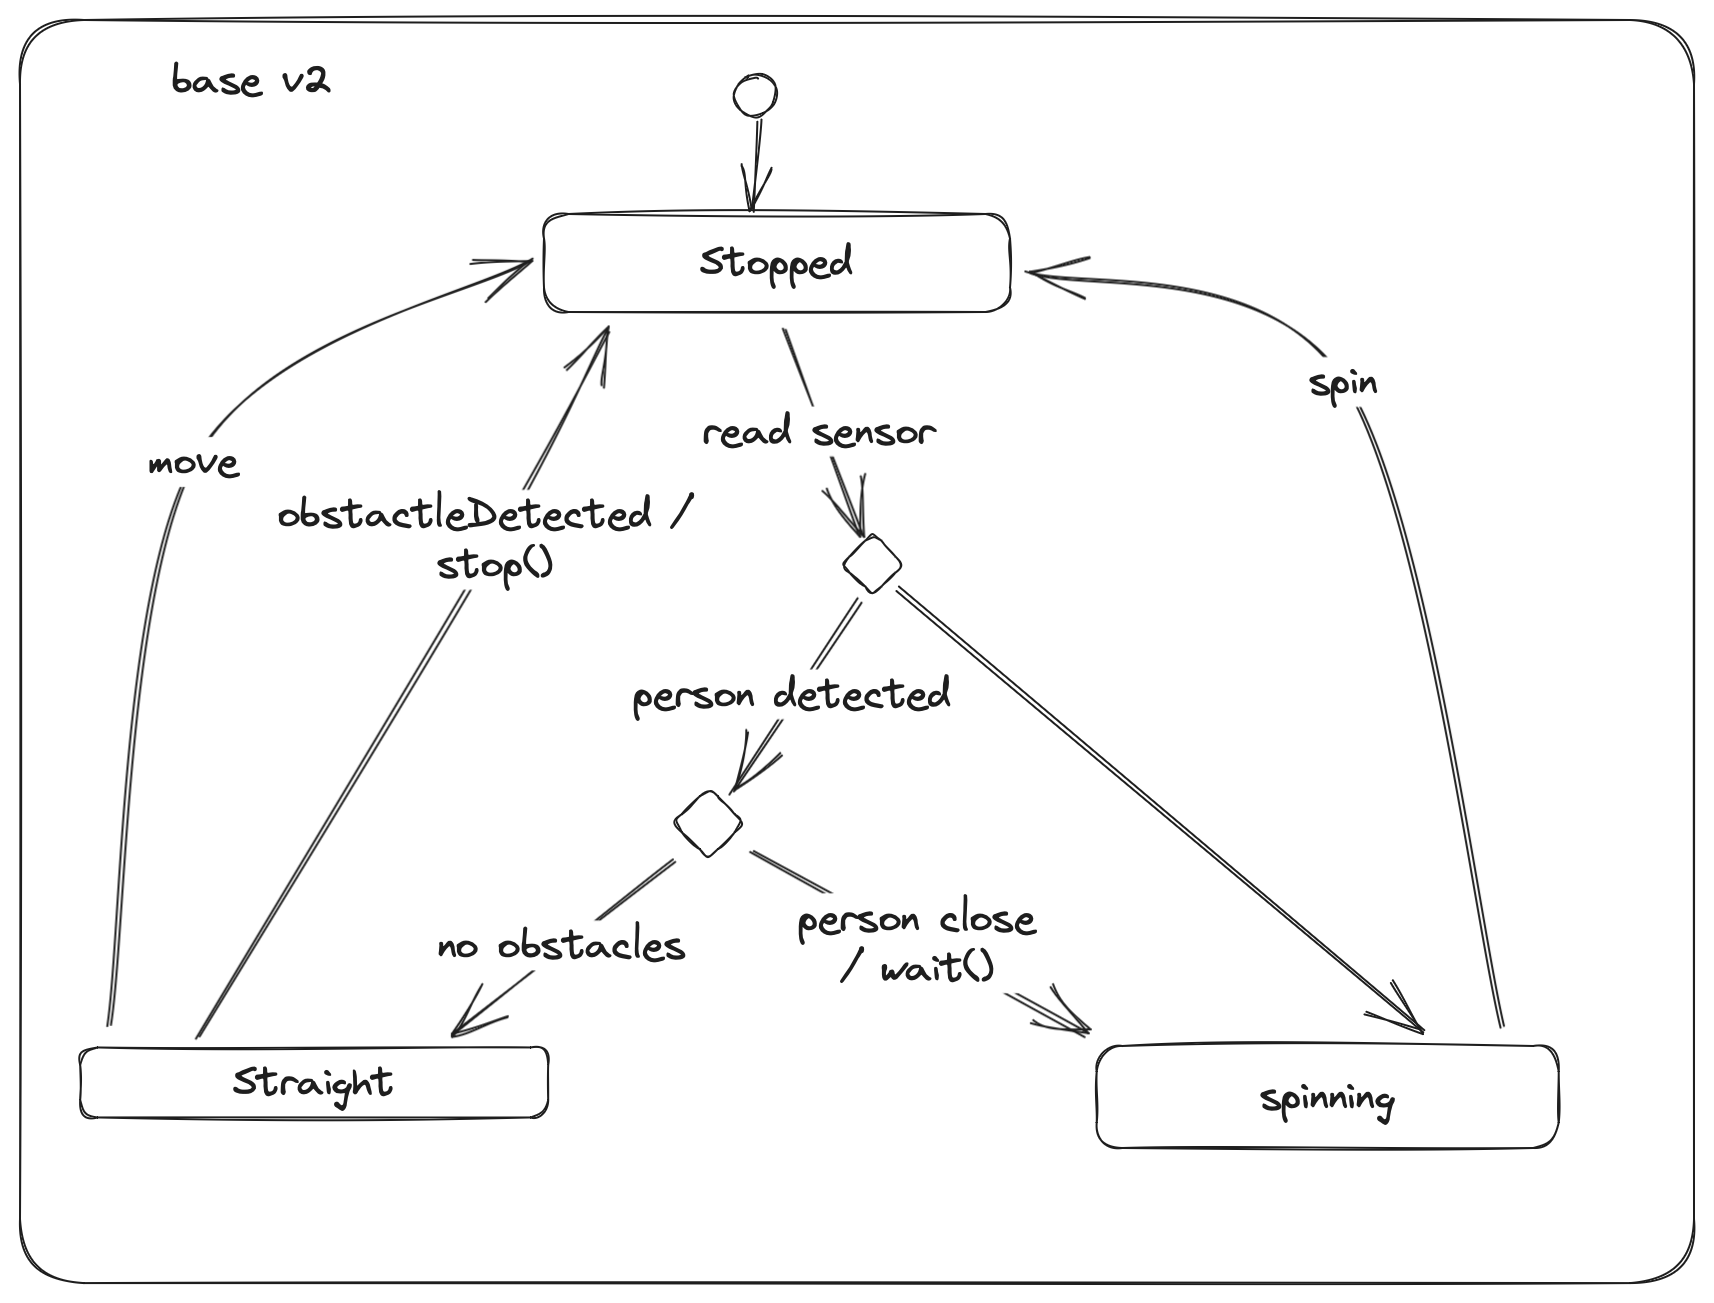 base v2
Stopped
spin
read sensor
move
obstactleDetected /
stop()
person detected
person close
/ wait()
no obstacles
Straight
spinning